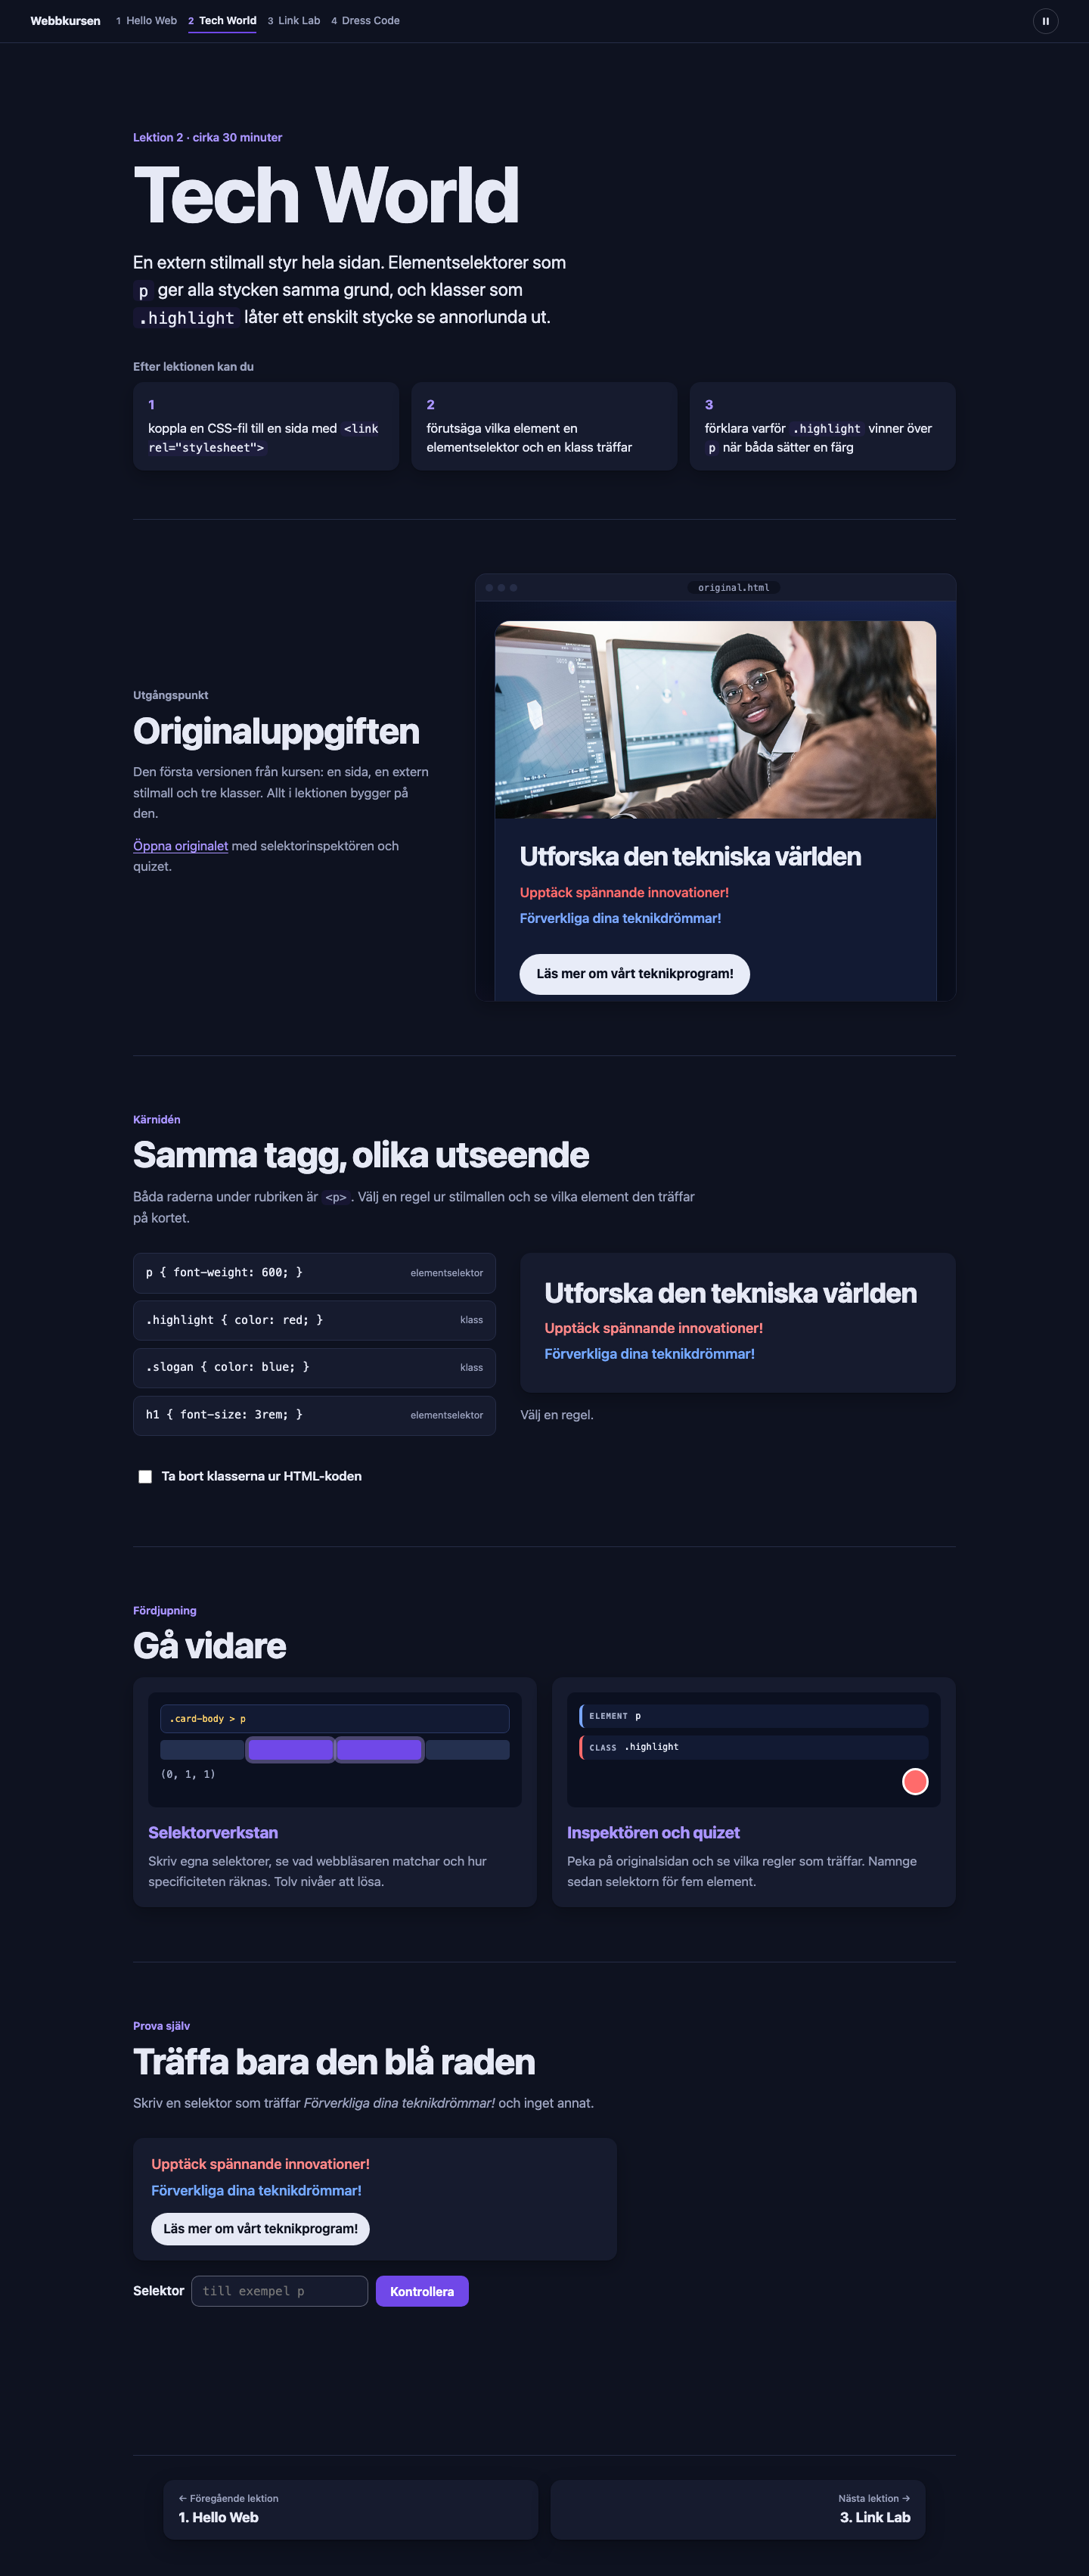 Webbkursen
1 Hello Web
2 Tech World
3 Link Lab
4 Dress Code
Lektion 2 · cirka 30 minuter
Tech World
En extern stilmall styr hela sidan. Elementselektorer som
p ger alla stycken samma grund, och klasser som
.highlight låter ett enskilt stycke se annorlunda ut.
Efter lektionen kan du
1
koppla en CSS-fil till en sida med <link
rel="stylesheet">
2
förutsäga vilka element en
elementselektor och en klass träffar
3
förklara varför .highlight vinner över
p när båda sätter en färg
Utgångspunkt
Originaluppgiften
Den första versionen från kursen: en sida, en extern
stilmall och tre klasser. Allt i lektionen bygger på
den.
Öppna originalet med selektorinspektören och
quizet.
original.html
Utforska den tekniska världen
Upptäck spännande innovationer!
Förverkliga dina teknikdrömmar!
Läs mer om vårt teknikprogram!
Kärnidén
Samma tagg, olika utseende
Båda raderna under rubriken är <p>. Välj en regel ur stilmallen och se vilka element den träffar
på kortet.
p { font-weight: 600; } elementselektor
.highlight { color: red; } klass
.slogan { color: blue; } klass
h1 { font-size: 3rem; } elementselektor
Utforska den tekniska världen
Upptäck spännande innovationer!
Förverkliga dina teknikdrömmar!
Välj en regel.
Ta bort klasserna ur HTML-koden
Fördjupning
Gå vidare
.card-body > p
(0, 1, 1)
Selektorverkstan
Skriv egna selektorer, se vad webbläsaren matchar och hur
specificiteten räknas. Tolv nivåer att lösa.
ELEMENT p
CLASS .highlight
Inspektören och quizet
Peka på originalsidan och se vilka regler som träffar. Namnge
sedan selektorn för fem element.
Prova själv
Träffa bara den blå raden
Skriv en selektor som träffar Förverkliga dina teknikdrömmar! och inget annat.
Upptäck spännande innovationer!
Förverkliga dina teknikdrömmar!
Läs mer om vårt teknikprogram!
Selektor till exempel p Kontrollera
← Föregående lektion
1. Hello Web
Nästa lektion →
3. Link Lab